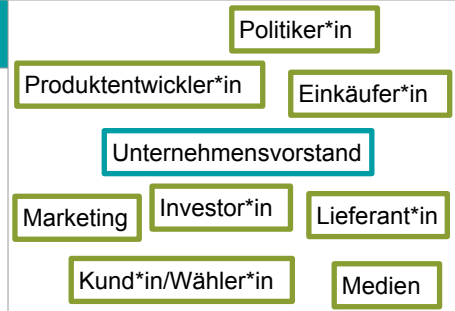 Politiker*in
Produktentwickler*in
Einkäufer*in
Unternehmensvorstand
Marketing
Investor*in
Lieferant*in
Kund*in/Wähler*in
Medien